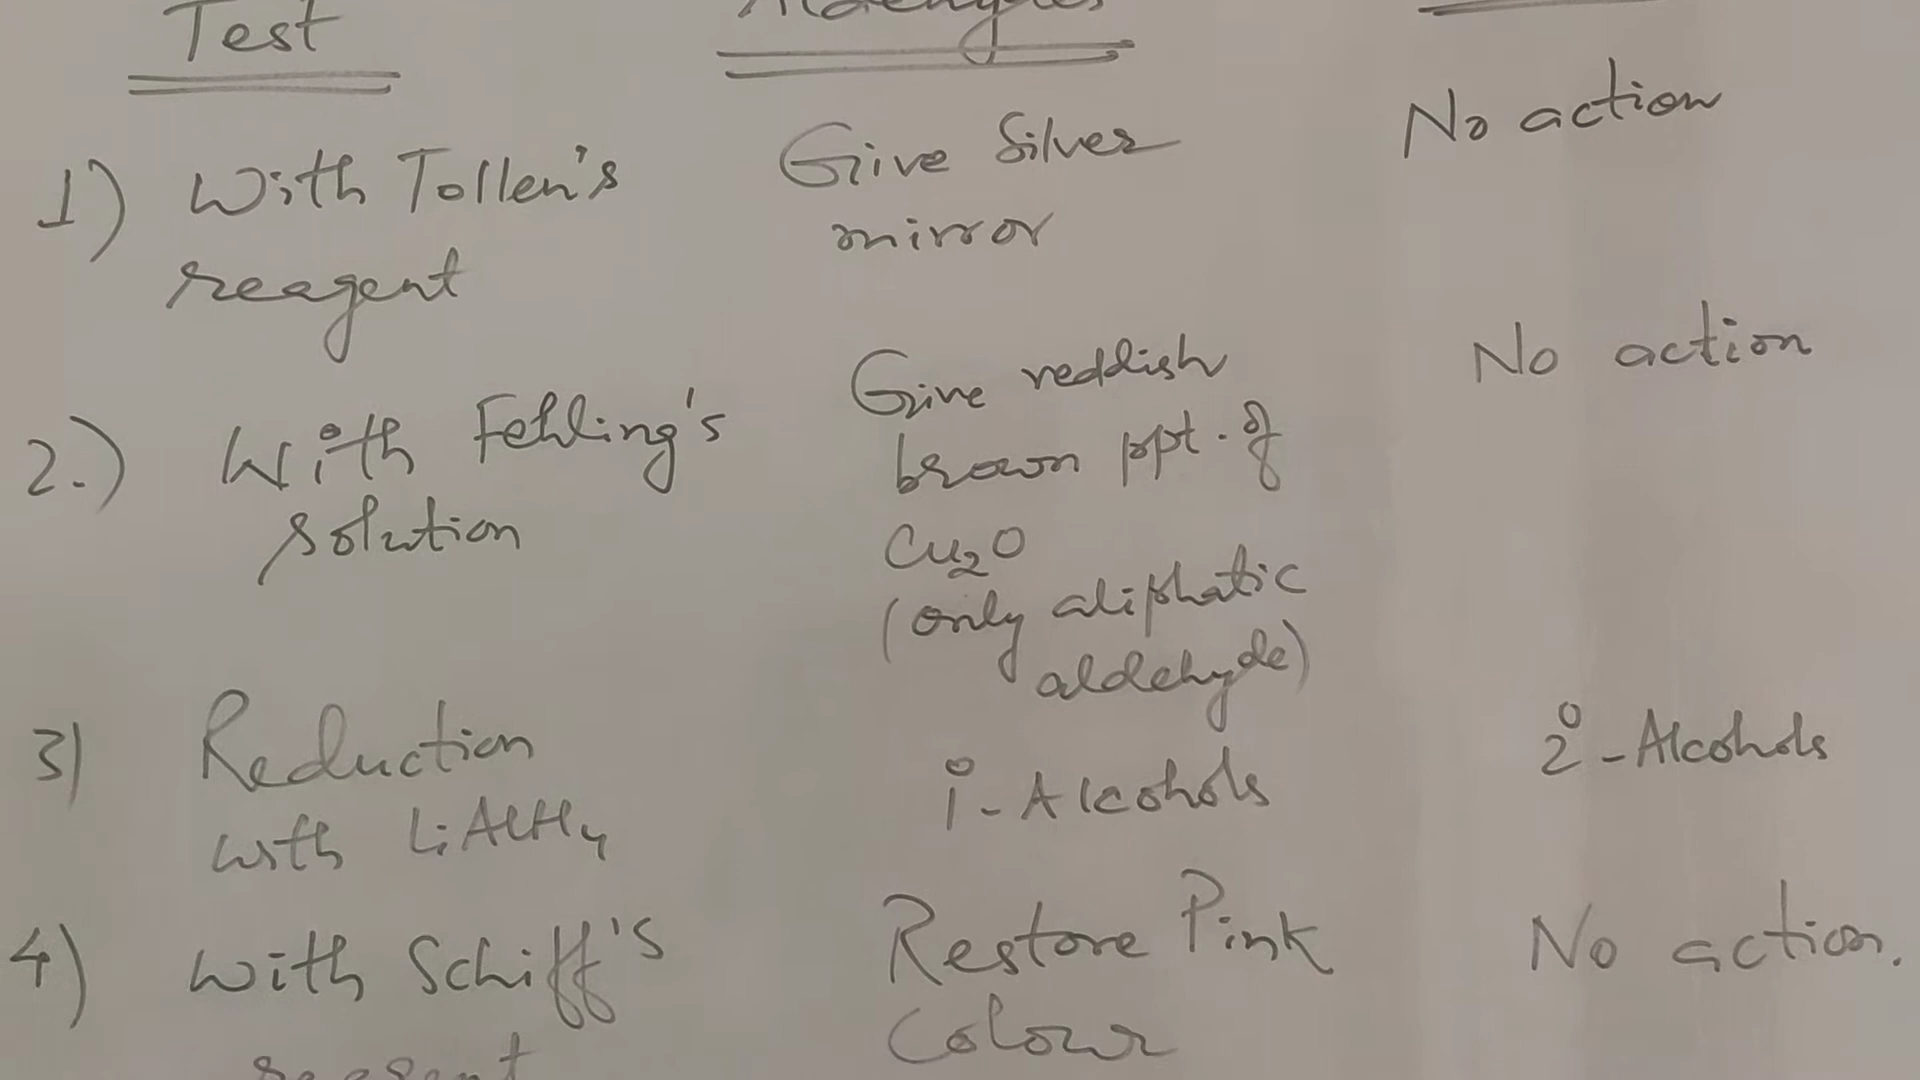 Test
Aldehydes
1) With Tollen's
reagent
Give Silver
mirror
No action
2.) With Fehling's
solution
Give reddish
brown ppt. of
Cu₂O
(only aliphatic
aldehyde)
No action
3) Reduction
with LiAlH₄
1°-Alcohols
2°-Alcohols
4) With Schiff's
reagent
Restore Pink
Colour
No action.